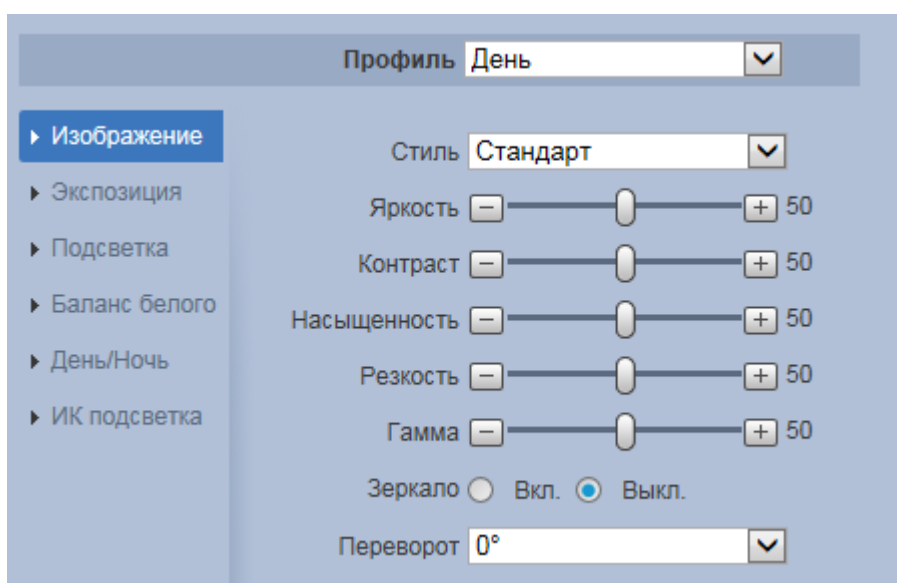 Профиль День
Изображение
Экспозиция
Подсветка
Баланс белого
День/Ночь
ИК подсветка
Стиль Стандарт
Яркость 50
Контраст 50
Насыщенность 50
Резкость 50
Гамма 50
Зеркало Вкл. Выкл.
Переворот 0°